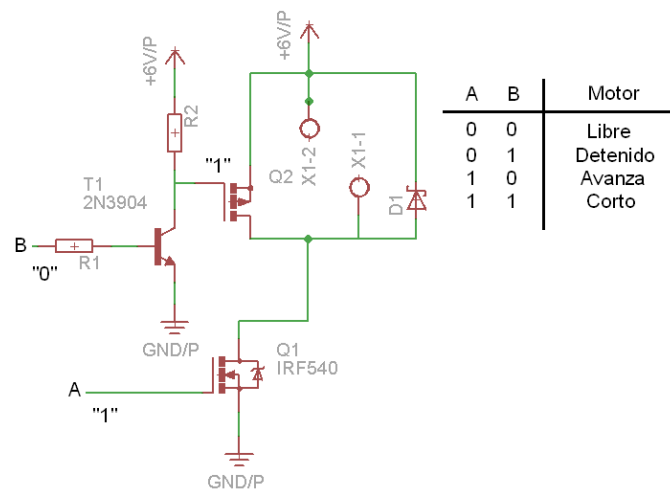 +6V/P
+6V/P
R2
X1-2
X1-1
"1"
Q2
D1
T1
2N3904
B
R1
"0"
GND/P
Q1
IRF540
A
"1"
GND/P
A B Motor
0 0 Libre
0 1 Detenido
1 0 Avanza
1 1 Corto